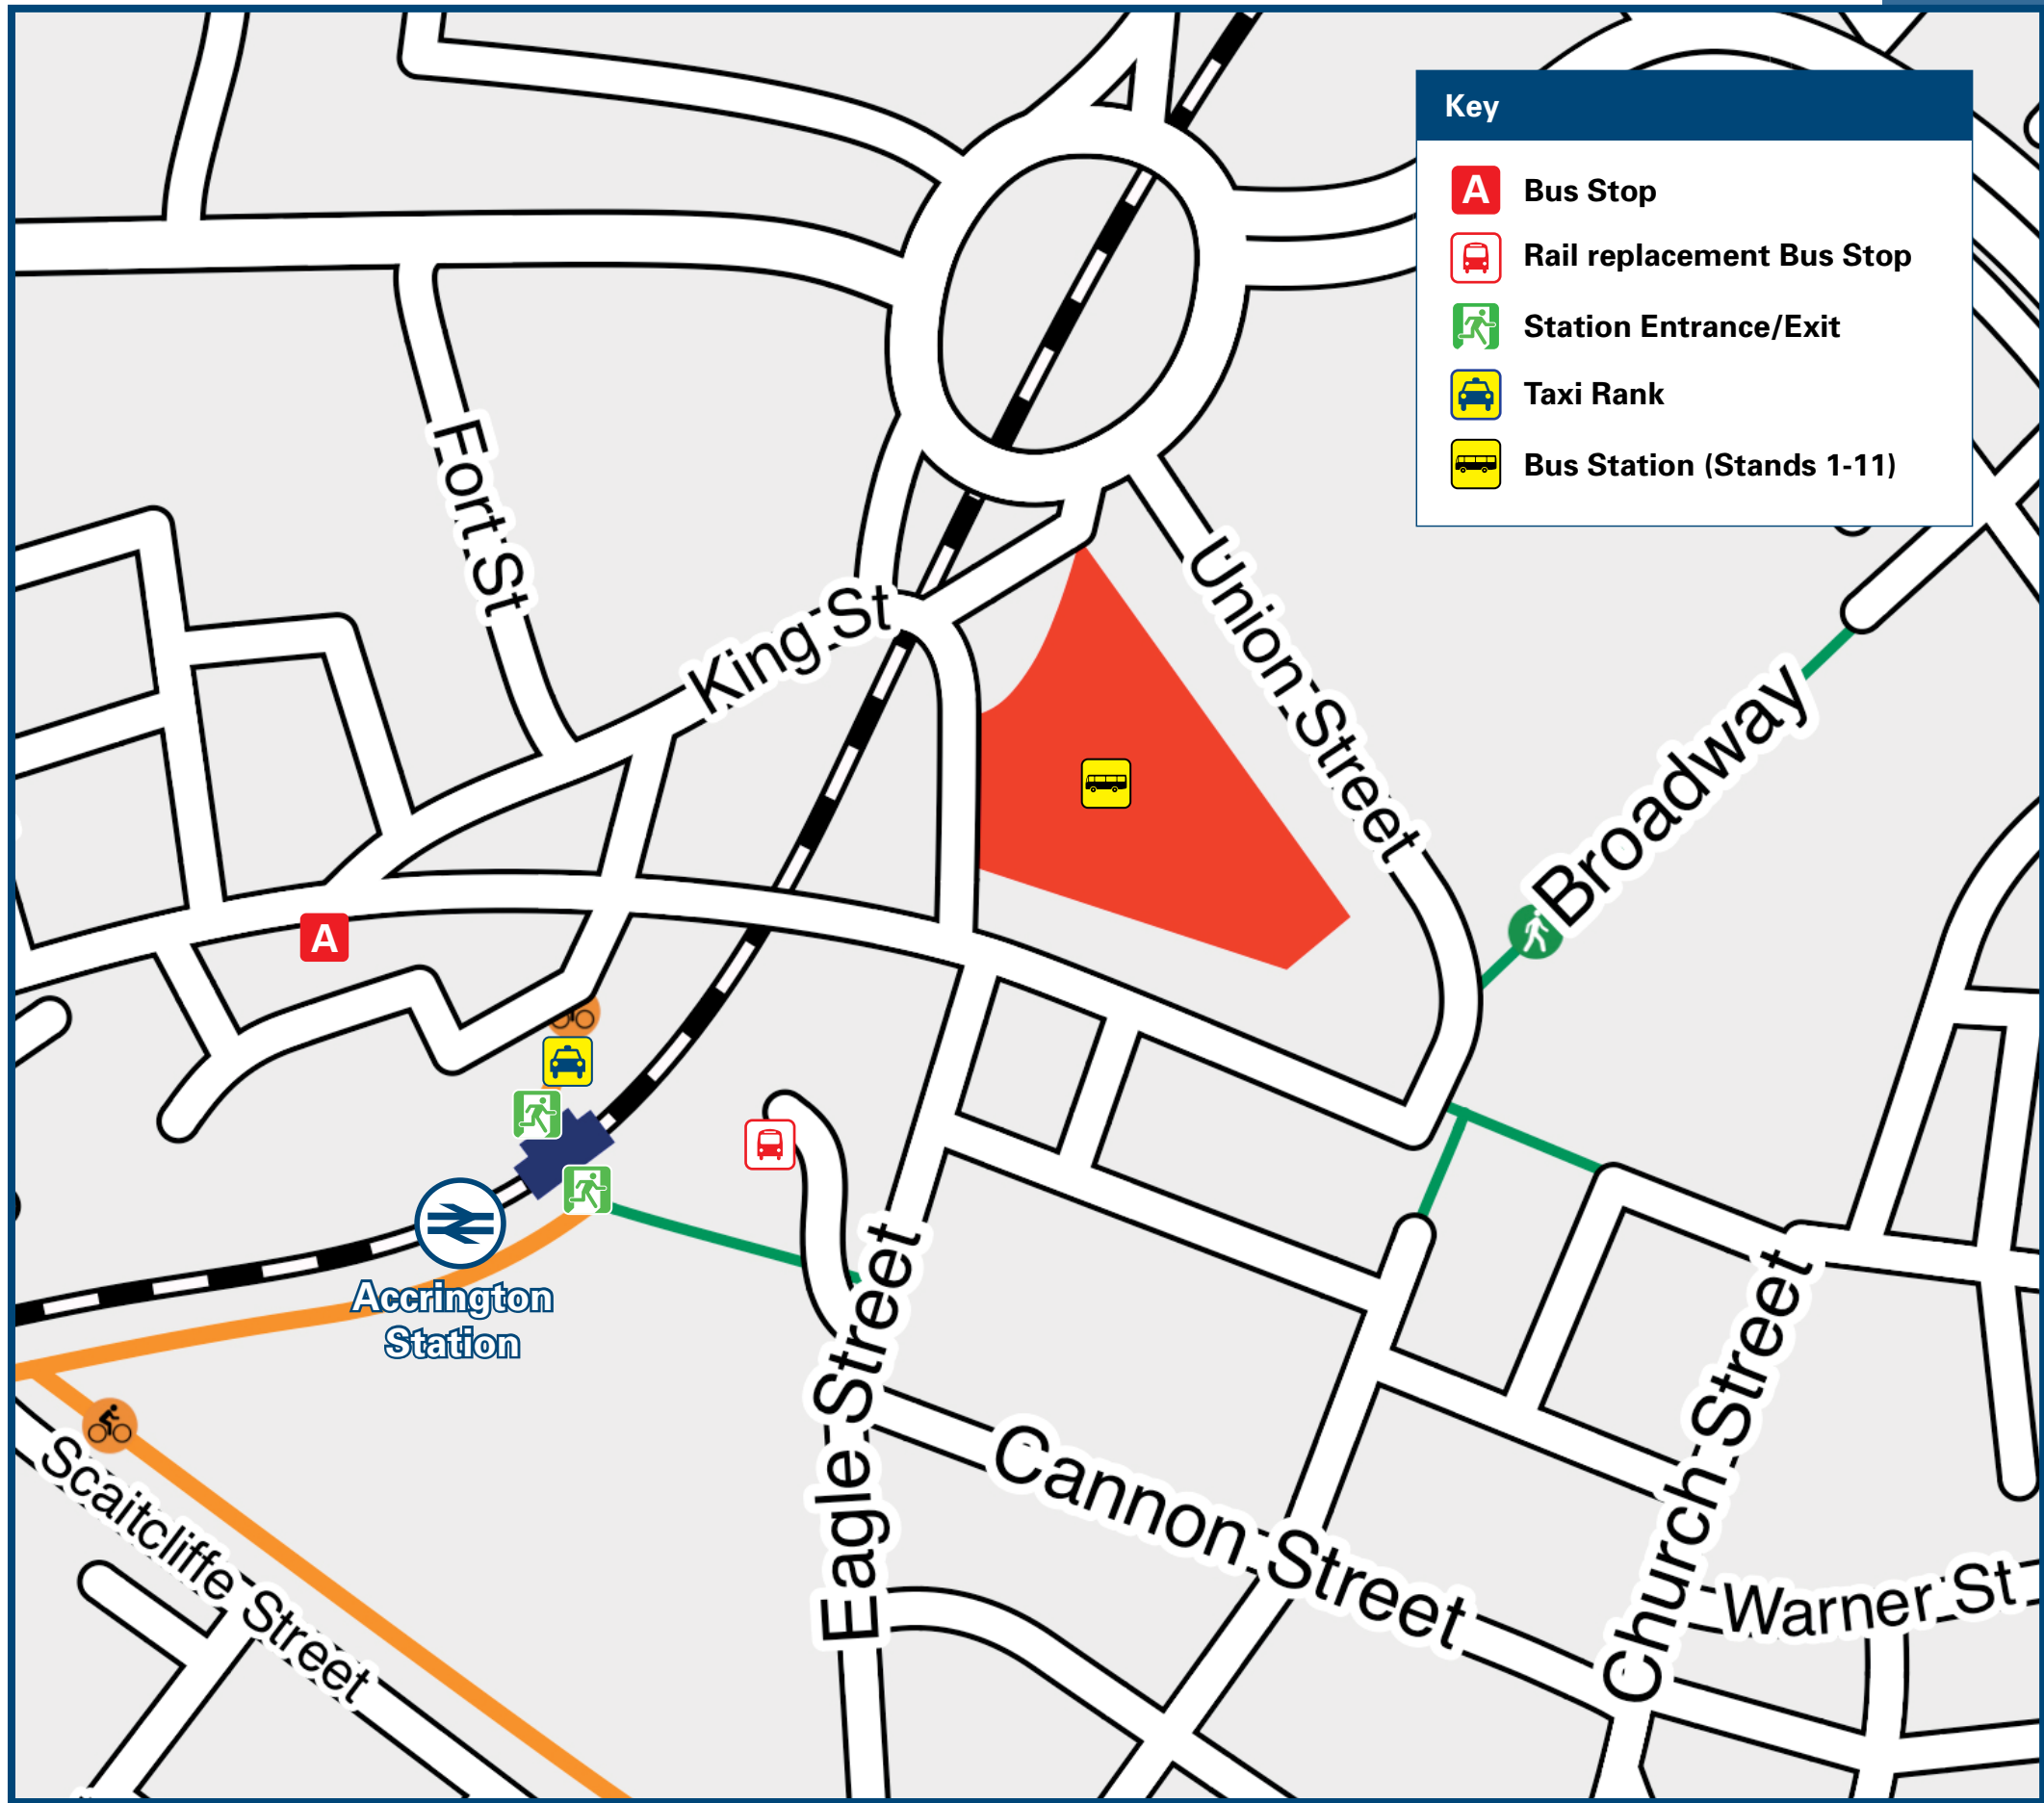 Key
A
Bus Stop
Rail replacement Bus Stop
Station Entrance/Exit
Taxi Rank
Bus Station (Stands 1-11)
Fort St
King St
Union Street
Broadway
A
Accrington
Station
Eagle Street
Cannon Street
Church Street
Warner St
Scaitcliffe Street